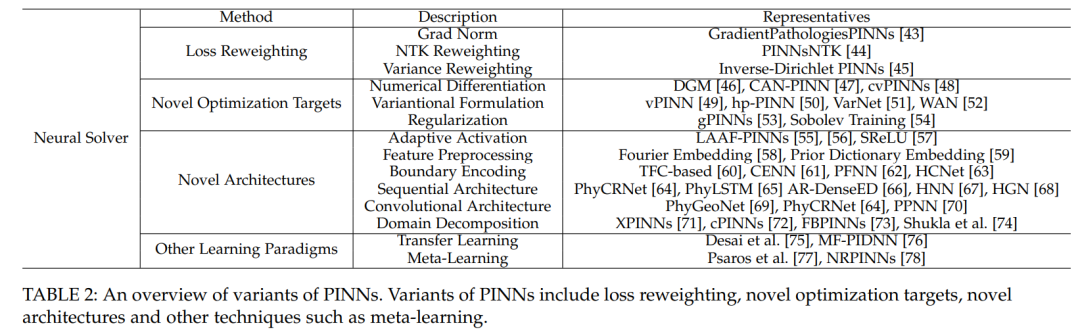 Method Description Representatives
Neural Solver
Loss Reweighting
Grad Norm GradientPathologiesPINNs [43]
NTK Reweighting PINNsNTK [44]
Variance Reweighting Inverse-Dirichlet PINNs [45]
Novel Optimization Targets
Numerical Differentiation DGM [46], CAN-PINN [47], cvPINNs [48]
Variantional Formulation vPINN [49], hp-PINN [50], VarNet [51], WAN [52]
Regularization gPINNs [53], Sobolev Training [54]
Novel Architectures
Adaptive Activation LAAF-PINNs [55], [56], SReLU [57]
Feature Preprocessing Fourier Embedding [58], Prior Dictionary Embedding [59]
Boundary Encoding TFC-based [60], CENN [61], PFNN [62], HCNet [63]
Sequential Architecture PhyCRNet [64], PhyLSTM [65] AR-DenseED [66], HNN [67], HGN [68]
Convolutional Architecture PhyGeoNet [69], PhyCRNet [64], PPNN [70]
Domain Decomposition XPINNs [71], cPINNs [72], FBPINNs [73], Shukla et al. [74]
Other Learning Paradigms
Transfer Learning Desai et al. [75], MF-PIDNN [76]
Meta-Learning Psaros et al. [77], NRPINNs [78]
TABLE 2: An overview of variants of PINNs. Variants of PINNs include loss reweighting, novel optimization targets, novel
architectures and other techniques such as meta-learning.